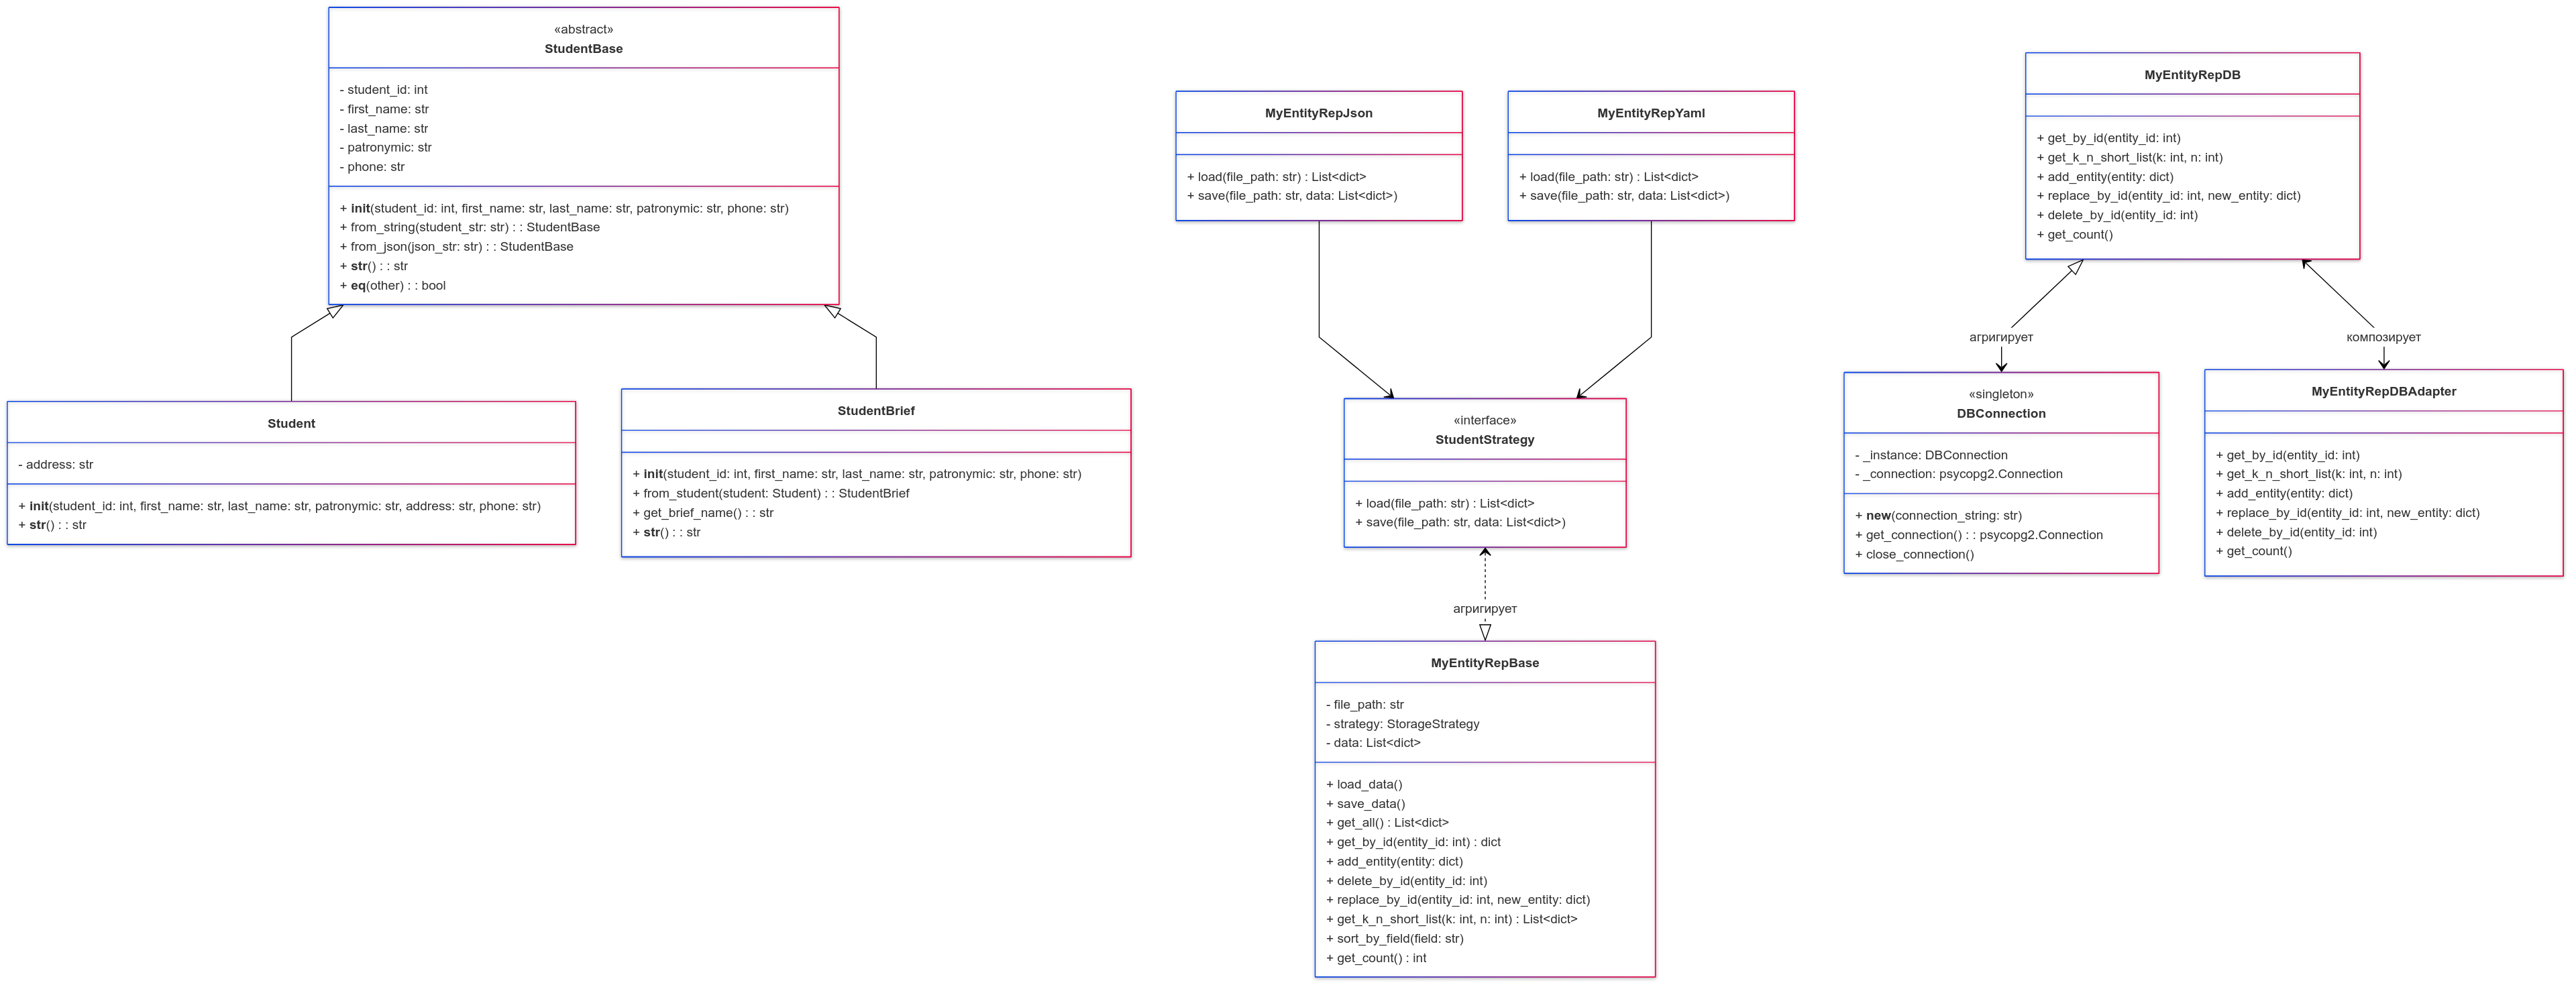 «abstract»
StudentBase
- student_id: int
- first_name: str
- last_name: str
- patronymic: str
- phone: str
+ init(student_id: int, first_name: str, last_name: str, patronymic: str, phone: str)
+ from_string(student_str: str) : : StudentBase
+ from_json(json_str: str) : : StudentBase
+ str() : : str
+ eq(other) : : bool
Student
- address: str
+ init(student_id: int, first_name: str, last_name: str, patronymic: str, address: str, phone: str)
+ str() : : str
StudentBrief
+ init(student_id: int, first_name: str, last_name: str, patronymic: str, phone: str)
+ from_student(student: Student) : : StudentBrief
+ get_brief_name() : : str
+ str() : : str
MyEntityRepJson
+ load(file_path: str) : List<dict>
+ save(file_path: str, data: List<dict>)
MyEntityRepYaml
+ load(file_path: str) : List<dict>
+ save(file_path: str, data: List<dict>)
«interface»
StudentStrategy
+ load(file_path: str) : List<dict>
+ save(file_path: str, data: List<dict>)
агригирует
MyEntityRepBase
- file_path: str
- strategy: StorageStrategy
- data: List<dict>
+ load_data()
+ save_data()
+ get_all() : List<dict>
+ get_by_id(entity_id: int) : dict
+ add_entity(entity: dict)
+ delete_by_id(entity_id: int)
+ replace_by_id(entity_id: int, new_entity: dict)
+ get_k_n_short_list(k: int, n: int) : List<dict>
+ sort_by_field(field: str)
+ get_count() : int
MyEntityRepDB
+ get_by_id(entity_id: int)
+ get_k_n_short_list(k: int, n: int)
+ add_entity(entity: dict)
+ replace_by_id(entity_id: int, new_entity: dict)
+ delete_by_id(entity_id: int)
+ get_count()
агригирует
композирует
«singleton»
DBConnection
- _instance: DBConnection
- _connection: psycopg2.Connection
+ new(connection_string: str)
+ get_connection() : : psycopg2.Connection
+ close_connection()
MyEntityRepDBAdapter
+ get_by_id(entity_id: int)
+ get_k_n_short_list(k: int, n: int)
+ add_entity(entity: dict)
+ replace_by_id(entity_id: int, new_entity: dict)
+ delete_by_id(entity_id: int)
+ get_count()